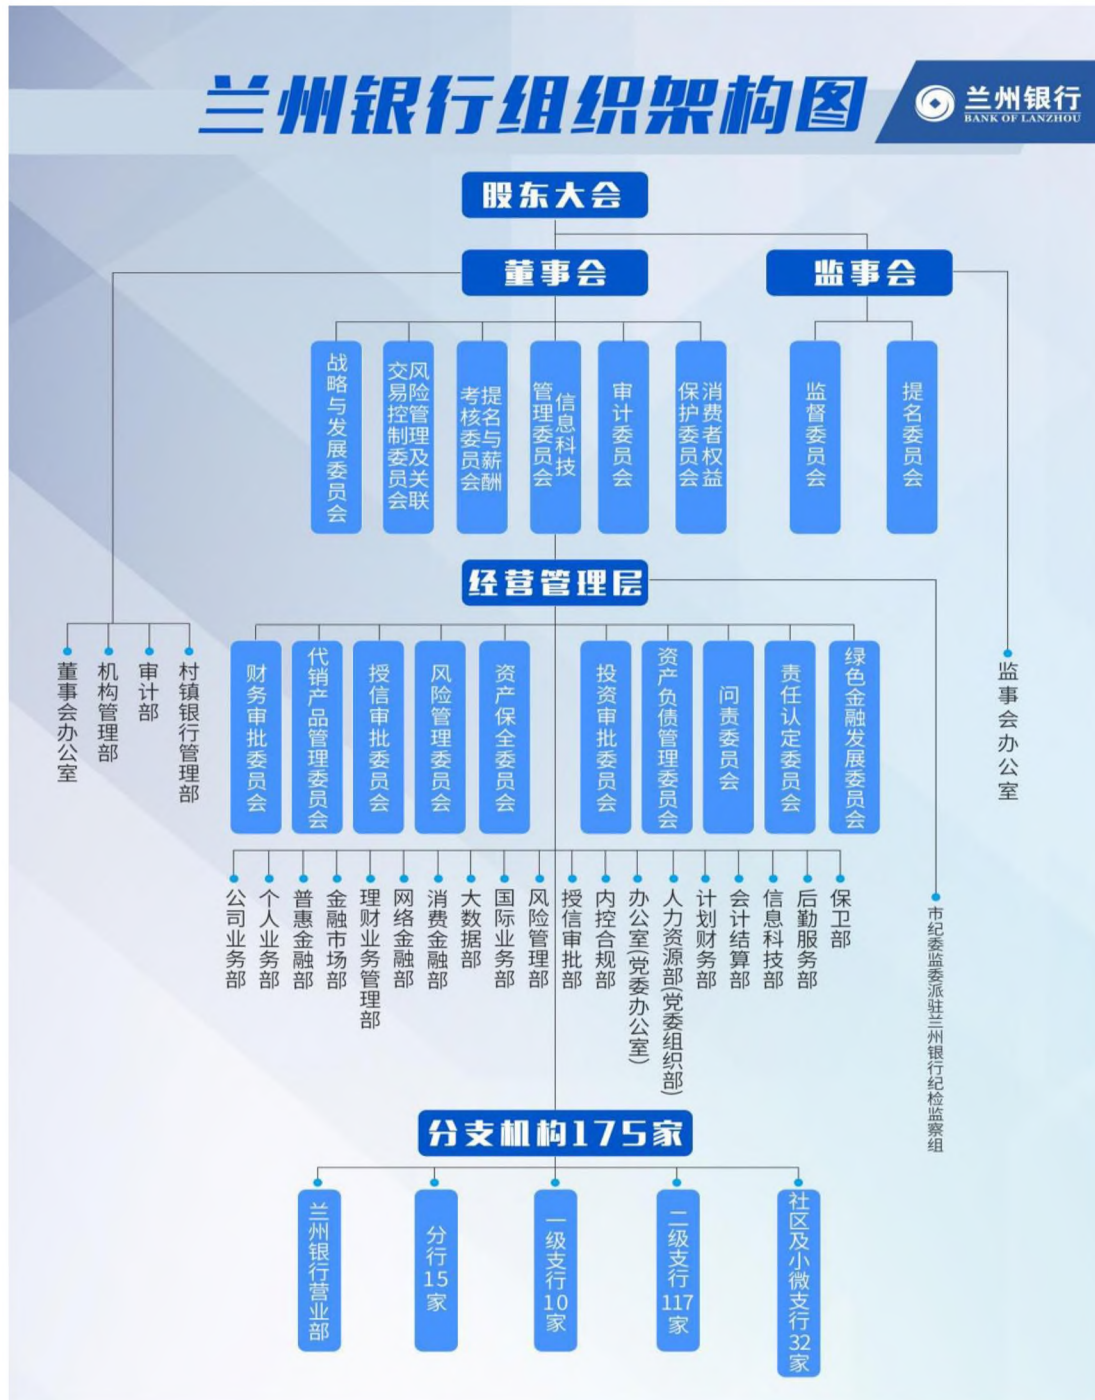 兰州银行组织架构图
兰州银行
BANK OF LANZHOU
股东大会
董事会
监事会
战略与发展委员会
风险管理及关联
交易控制委员会
提名与薪酬
考核委员会
信息科技
管理委员会
审计委员会
消费者权益
保护委员会
监督委员会
提名委员会
经营管理层
董事会办公室
机构管理部
审计部
村镇银行管理部
财务审批委员会
代销产品管理委员会
授信审批委员会
风险管理委员会
资产保全委员会
投资审批委员会
资产负债管理委员会
问责委员会
责任认定委员会
绿色金融发展委员会
监事会办公室
公司业务部
个人业务部
普惠金融部
金融市场部
理财业务管理部
网络金融部
消费金融部
大数据部
国际业务部
风险管理部
授信审批部
内控合规部
办公室(党委办公室)
人力资源部(党委组织部)
计划财务部
会计结算部
信息科技部
后勤服务部
保卫部
市纪委监委派驻兰州银行纪检监察组
分支机构175家
兰州银行营业部
分行15家
一级支行10家
二级支行117家
社区及小微支行32家